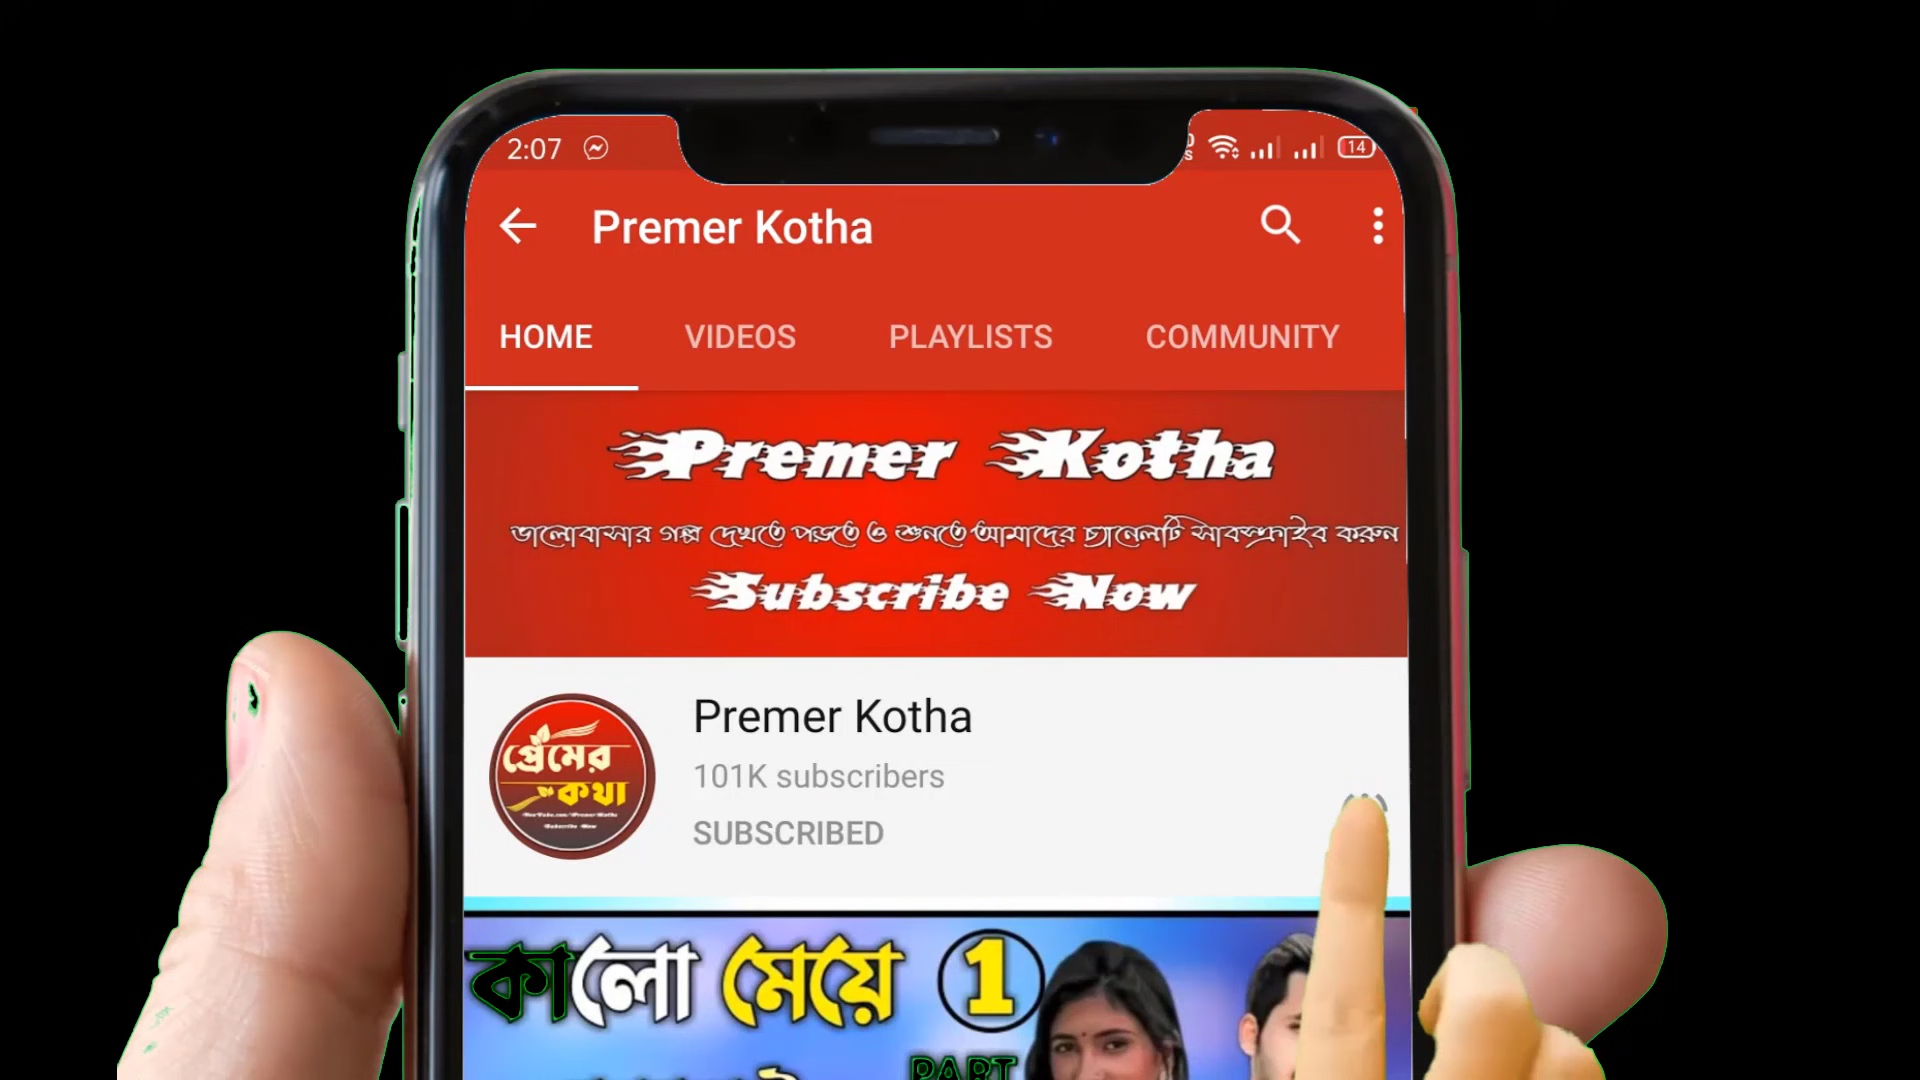 2:07
14
Premer Kotha
HOME VIDEOS PLAYLISTS COMMUNITY
Premer Kotha
ভালোবাসার গল্প দেখতে পড়তে ও শুনতে আমাদের চ্যানেলটি সাবস্ক্রাইব করুন
Subscribe Now
Premer Kotha
101K subscribers
SUBSCRIBED
প্রেমের
কথা
কালো মেয়ে 1
PART